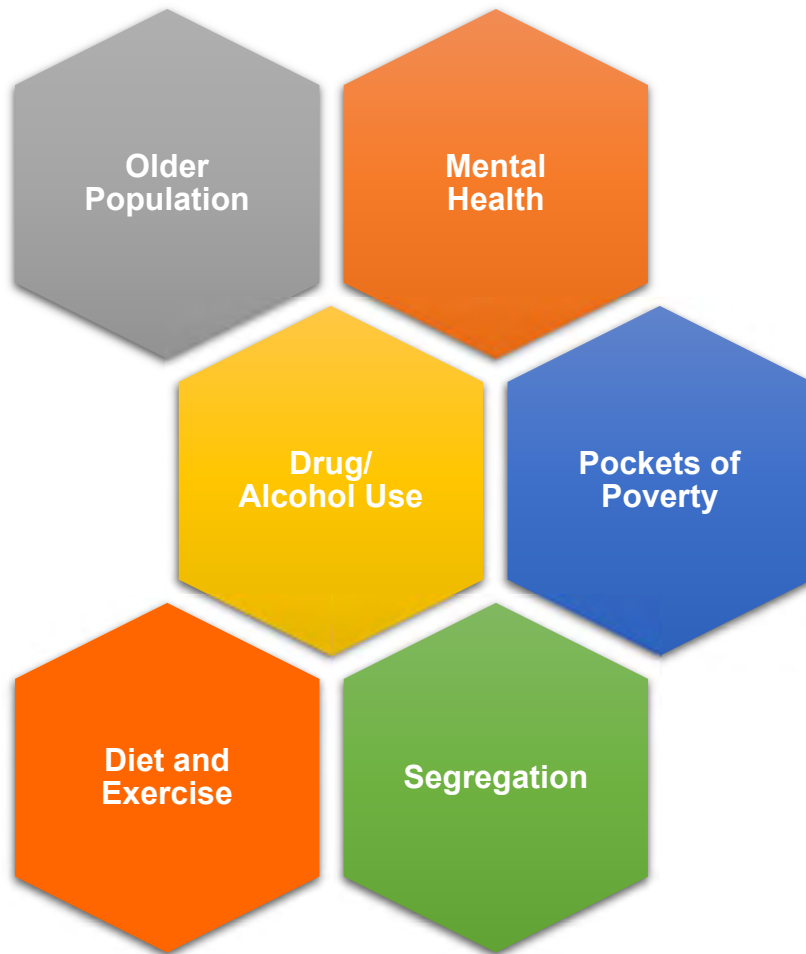 Older
Population
Mental
Health
Drug/
Alcohol Use
Pockets of
Poverty
Diet and
Exercise
Segregation